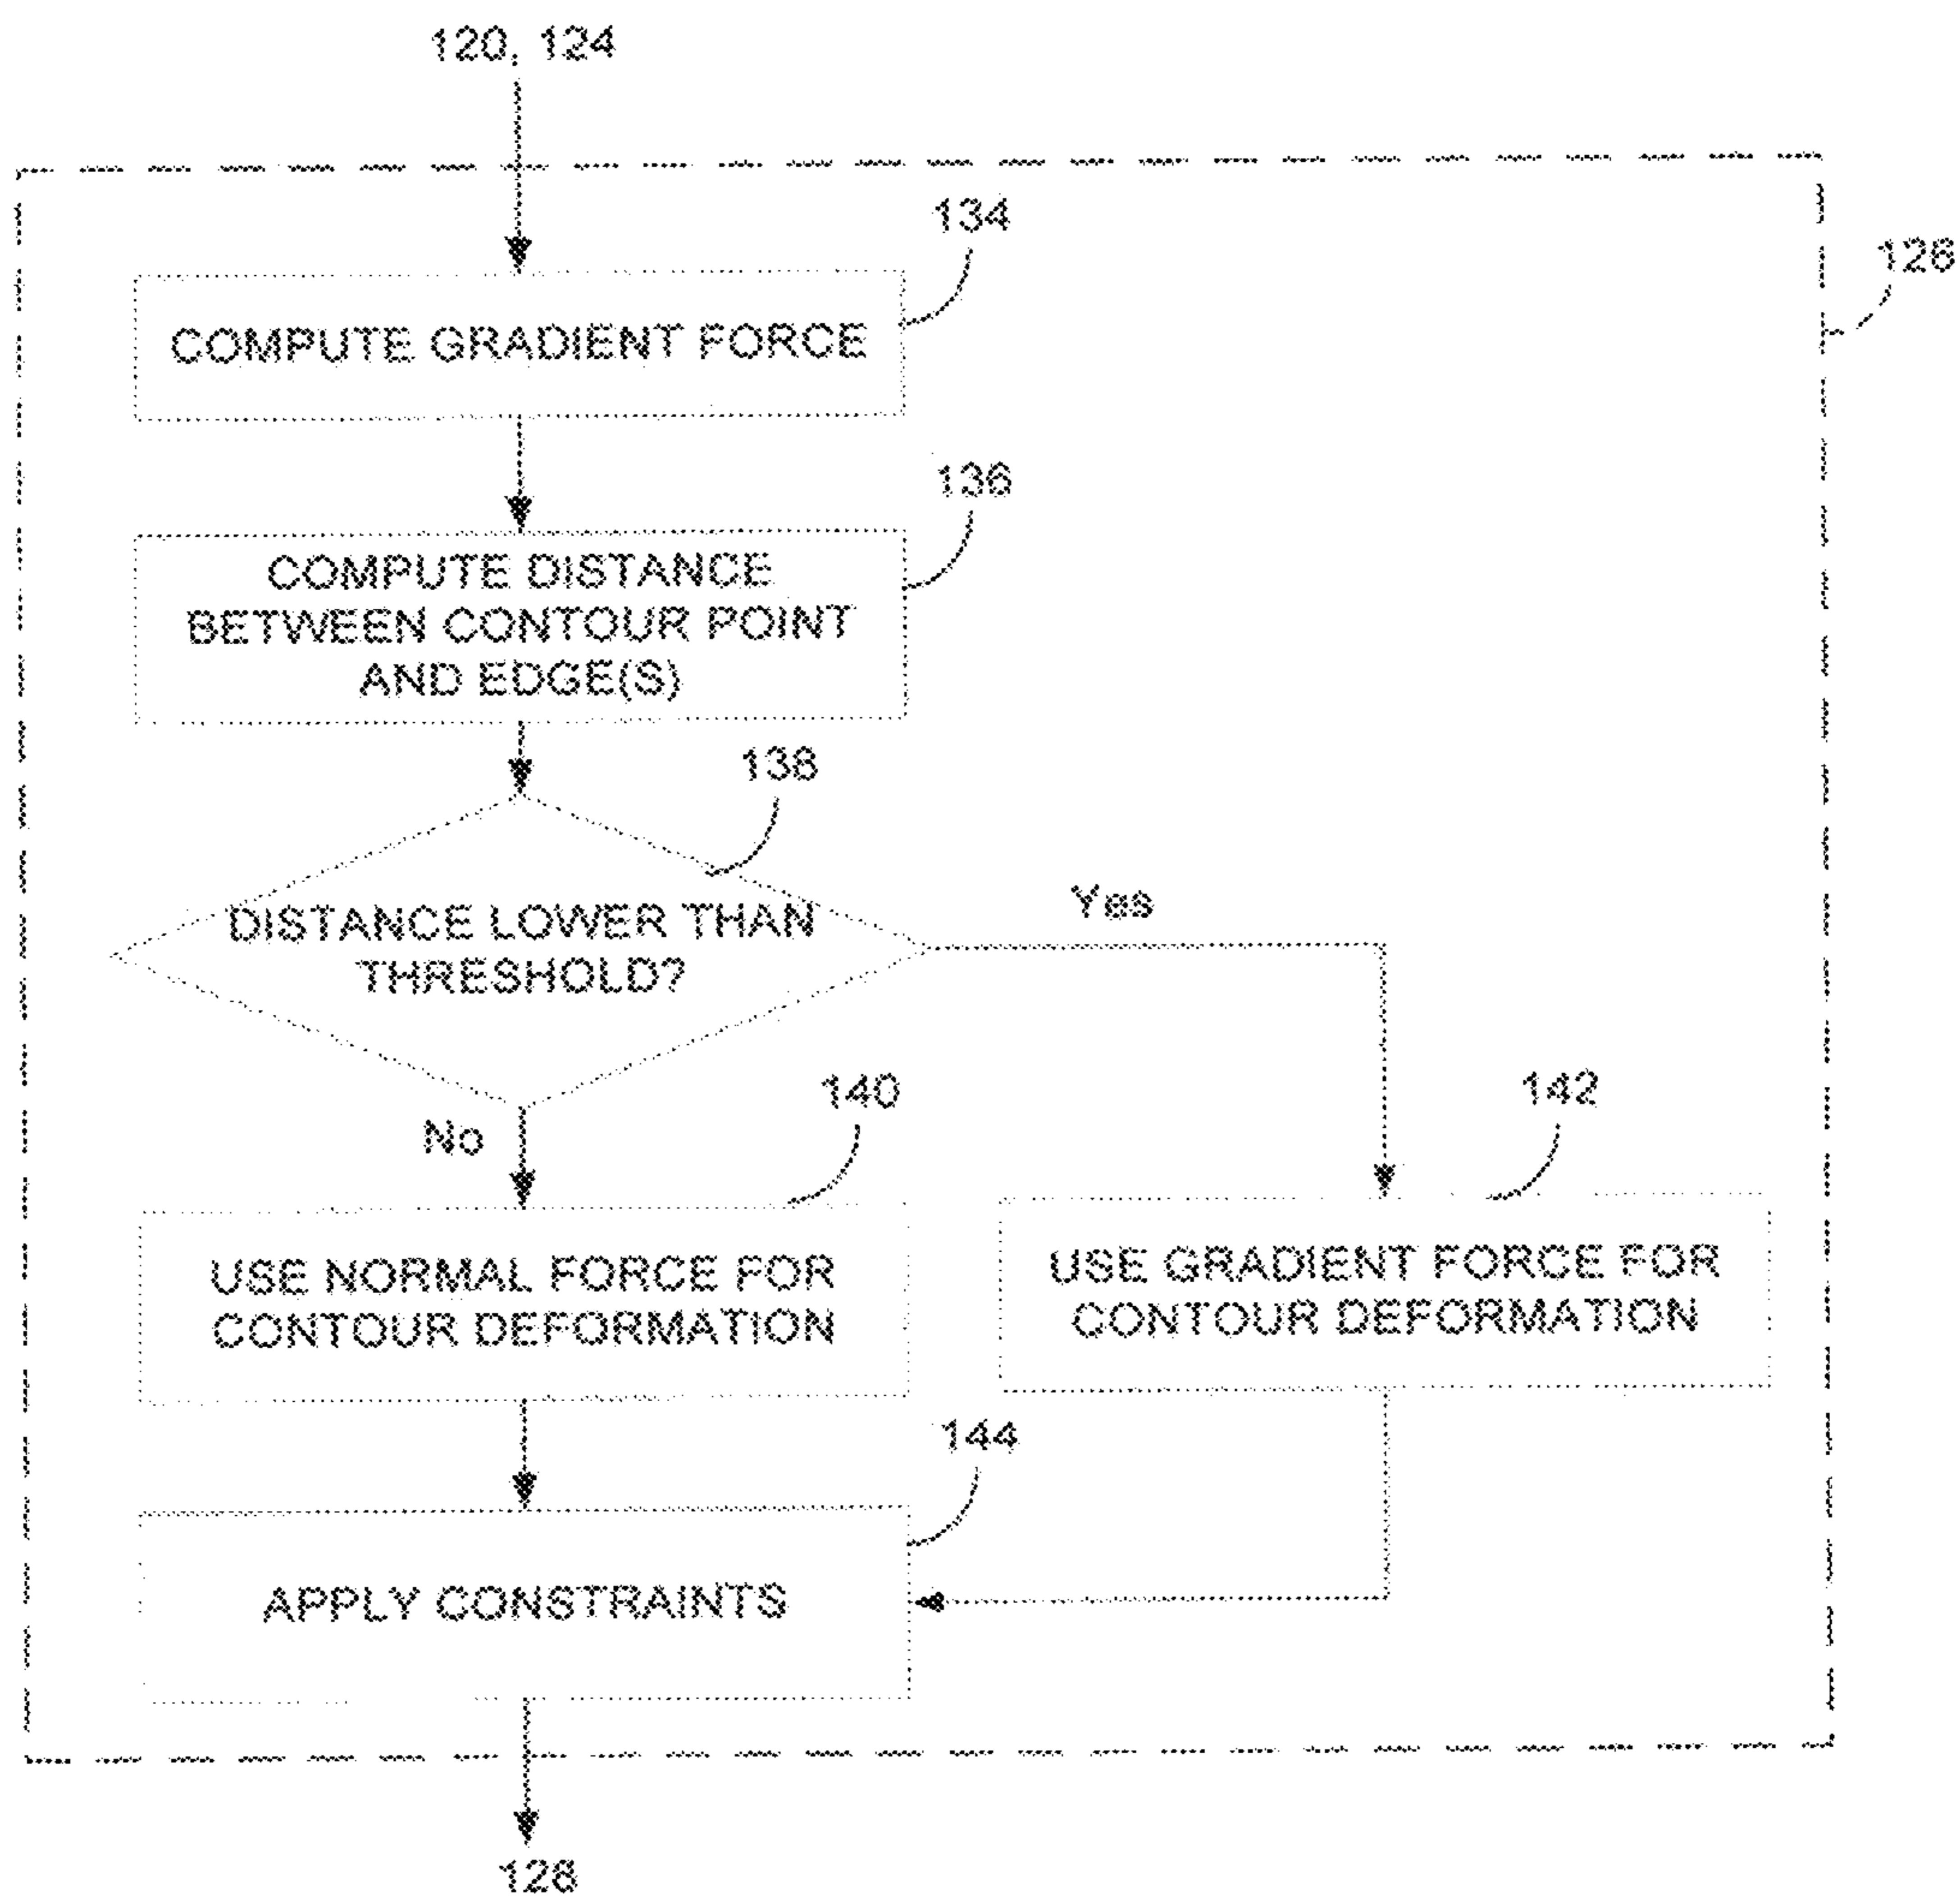 120, 124
134
126
COMPUTE GRADIENT FORCE
136
COMPUTE DISTANCE
BETWEEN CONTOUR POINT
AND EDGE(S)
138
DISTANCE LOWER THAN
THRESHOLD?
Yes
No
140
142
USE NORMAL FORCE FOR
CONTOUR DEFORMATION
USE GRADIENT FORCE FOR
CONTOUR DEFORMATION
144
APPLY CONSTRAINTS
128